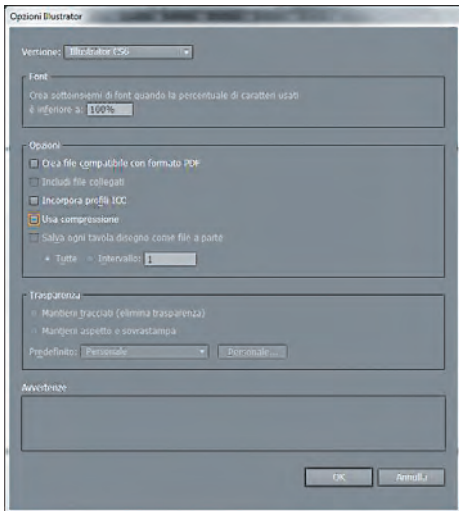 Opzioni Illustrator
Versione: Illustrator CS6
Font
Crea sottoinsiemi di font quando la percentuale di caratteri usati
è inferiore a: 100%
Opzioni
Crea file compatibile con formato PDF
Includi file collegati
Incorpora profili ICC
Usa compressione
Salva ogni tavola disegno come file a parte
Tutte Intervallo: 1
Trasparenza
Mantieni tracciati (elimina trasparenza)
Mantieni aspetto e sovrastampa
Predefinito: Personale Personale...
Avvertenze
OK Annulla